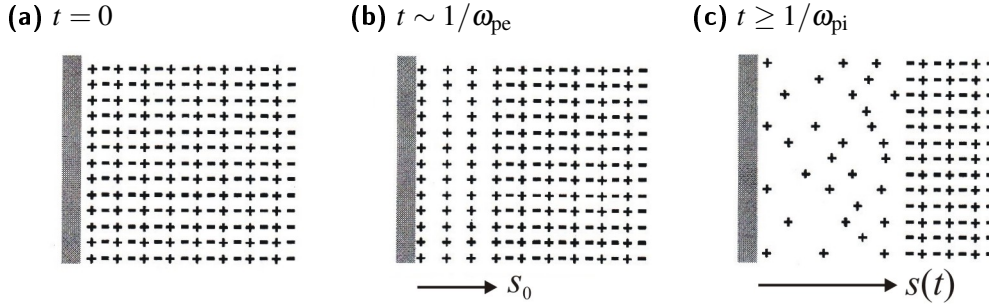 (a) t = 0
(b) t ∼ 1/ωpe
(c) t ≥ 1/ωpi
s0
s(t)